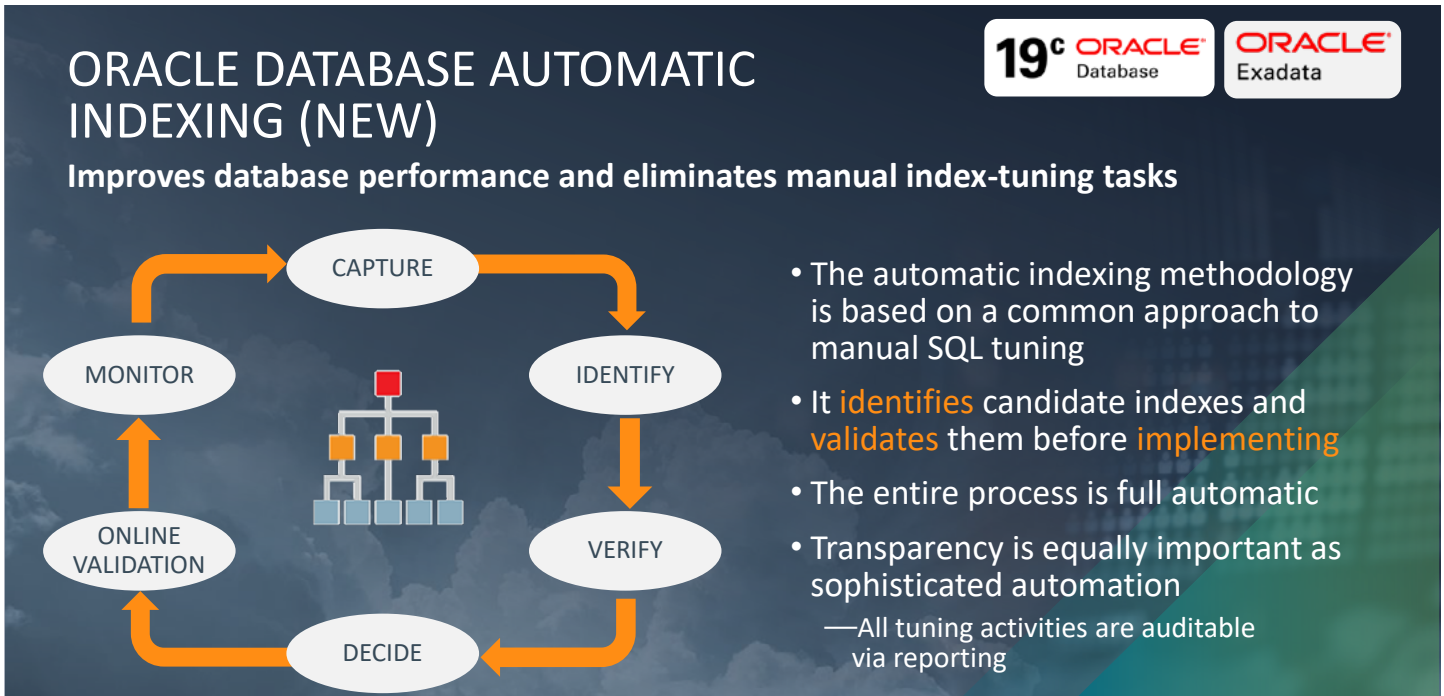 ORACLE DATABASE AUTOMATIC
INDEXING (NEW)
19c ORACLE®
Database
ORACLE®
Exadata
Improves database performance and eliminates manual index-tuning tasks
CAPTURE
IDENTIFY
VERIFY
DECIDE
ONLINE
VALIDATION
MONITOR
• The automatic indexing methodology
is based on a common approach to
manual SQL tuning
• It identifies candidate indexes and
validates them before implementing
• The entire process is full automatic
• Transparency is equally important as
sophisticated automation
—All tuning activities are auditable
via reporting